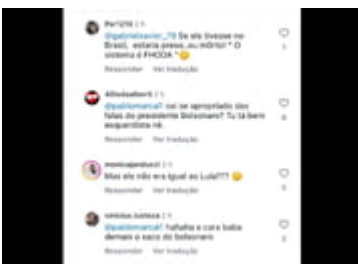 @gabrielxavier_78 Se ele tivesse no
Brasil, estaria preso, ou morto! " O
sistema é FHODA "
Responder Ver tradução
@pablomarcal1 vai se apropriado das
falas do presidente Bolsonaro? Tu tá bem
esquerdista né.
Responder Ver tradução
Mas ele não era igual ao Lula???
Responder Ver tradução
@pablomarcal1 hahaha o cara baba
demais o saco do bolsonaro
Responder Ver tradução